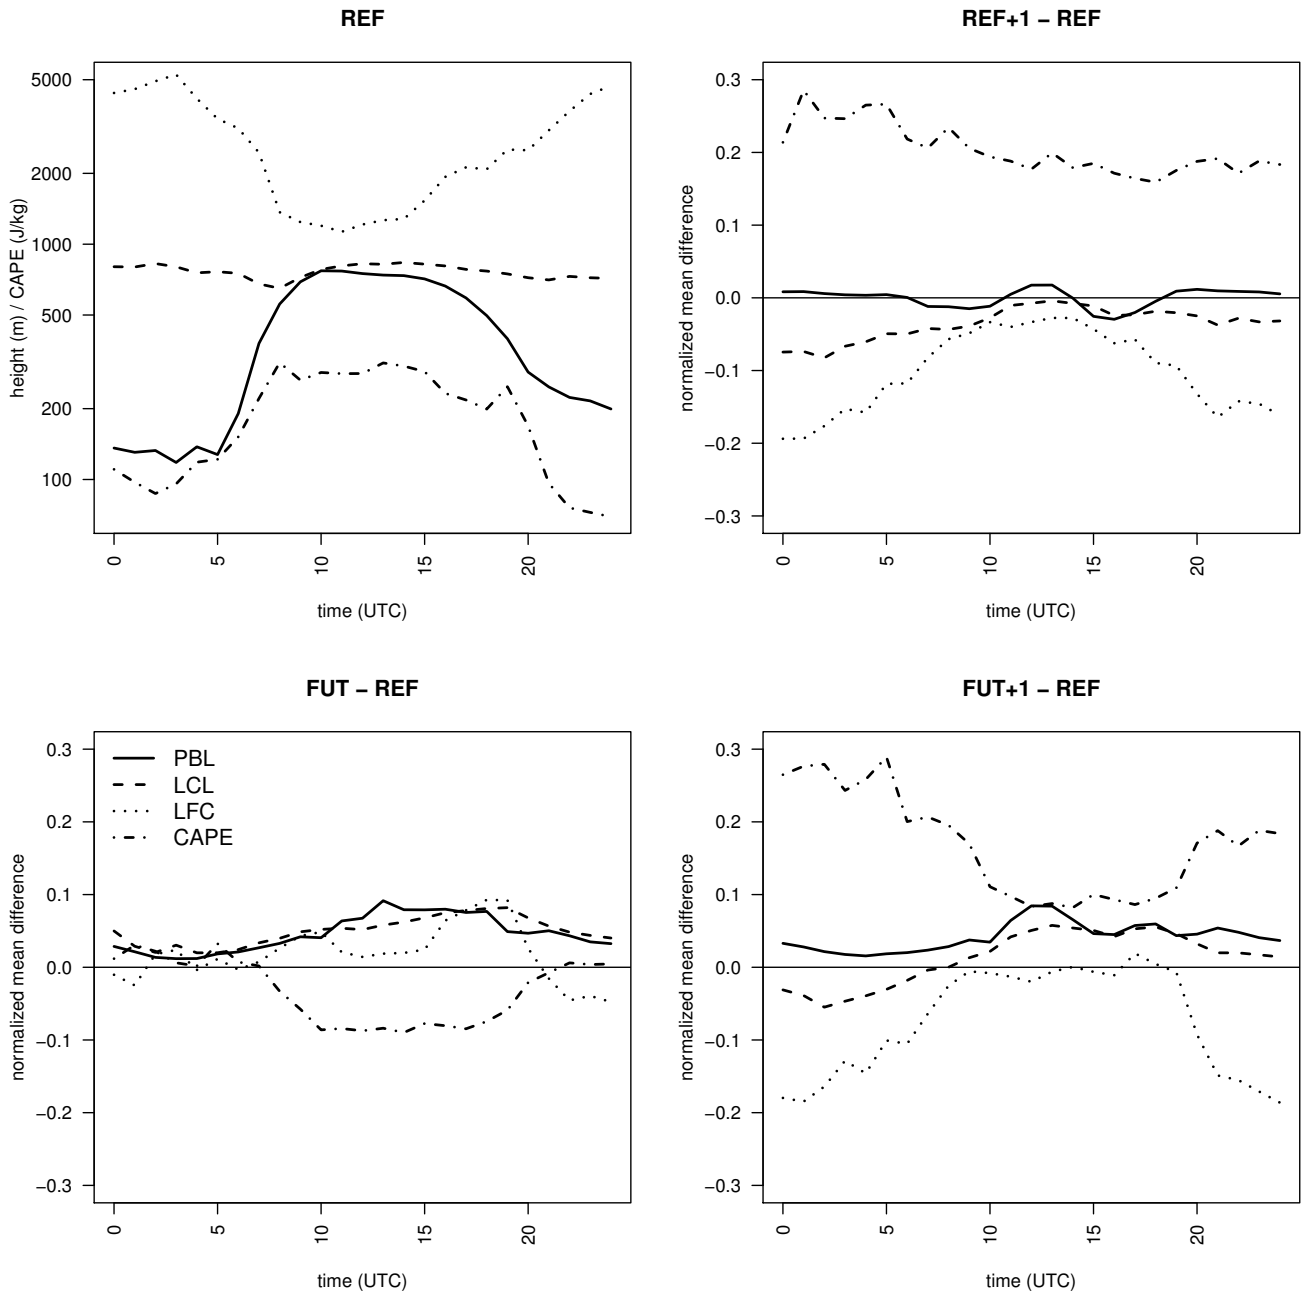 REF
5000
2000
1000
500
200
100
height (m) / CAPE (J/kg)
0
5
10
15
20
time (UTC)
REF+1 − REF
0.3
0.2
0.1
0.0
−0.1
−0.2
−0.3
normalized mean difference
0
5
10
15
20
time (UTC)
FUT − REF
0.3
0.2
0.1
0.0
−0.1
−0.2
−0.3
normalized mean difference
PBL
LCL
LFC
CAPE
0
5
10
15
20
time (UTC)
FUT+1 − REF
0.3
0.2
0.1
0.0
−0.1
−0.2
−0.3
normalized mean difference
0
5
10
15
20
time (UTC)